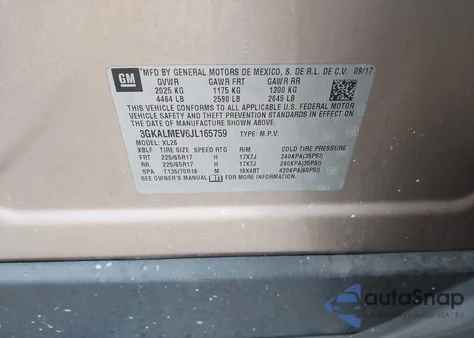 GM
MFD BY GENERAL MOTORS DE MEXICO, S. DE R.L. DE C.V. 09/17
GVWR GAWR FRT GAWR RR
2025 KG 1175 KG 1200 KG
4464 LB 2590 LB 2645 LB
THIS VEHICLE CONFORMS TO ALL APPLICABLE U.S. FEDERAL MOTOR
VEHICLE SAFETY AND THEFT PREVENTION STANDARDS IN EFFECT ON
THE DATE OF MANUFACTURE SHOWN ABOVE.
3GKALMEV6JL165759 TYPE: M.P.V.
MODEL: XL26
XBLF TIRE SIZE SPEED RTG RIM COLD TIRE PRESSURE
FRT 225/65R17 H 17X7J 240KPA(35PSI)
RR 225/65R17 H 17X7J 240KPA(35PSI)
SPA T135/70R16 M 16X4BT 420KPA(60PSI)
SEE OWNER'S MANUAL FOR ADDITIONAL INFORMATION.
autoSnap